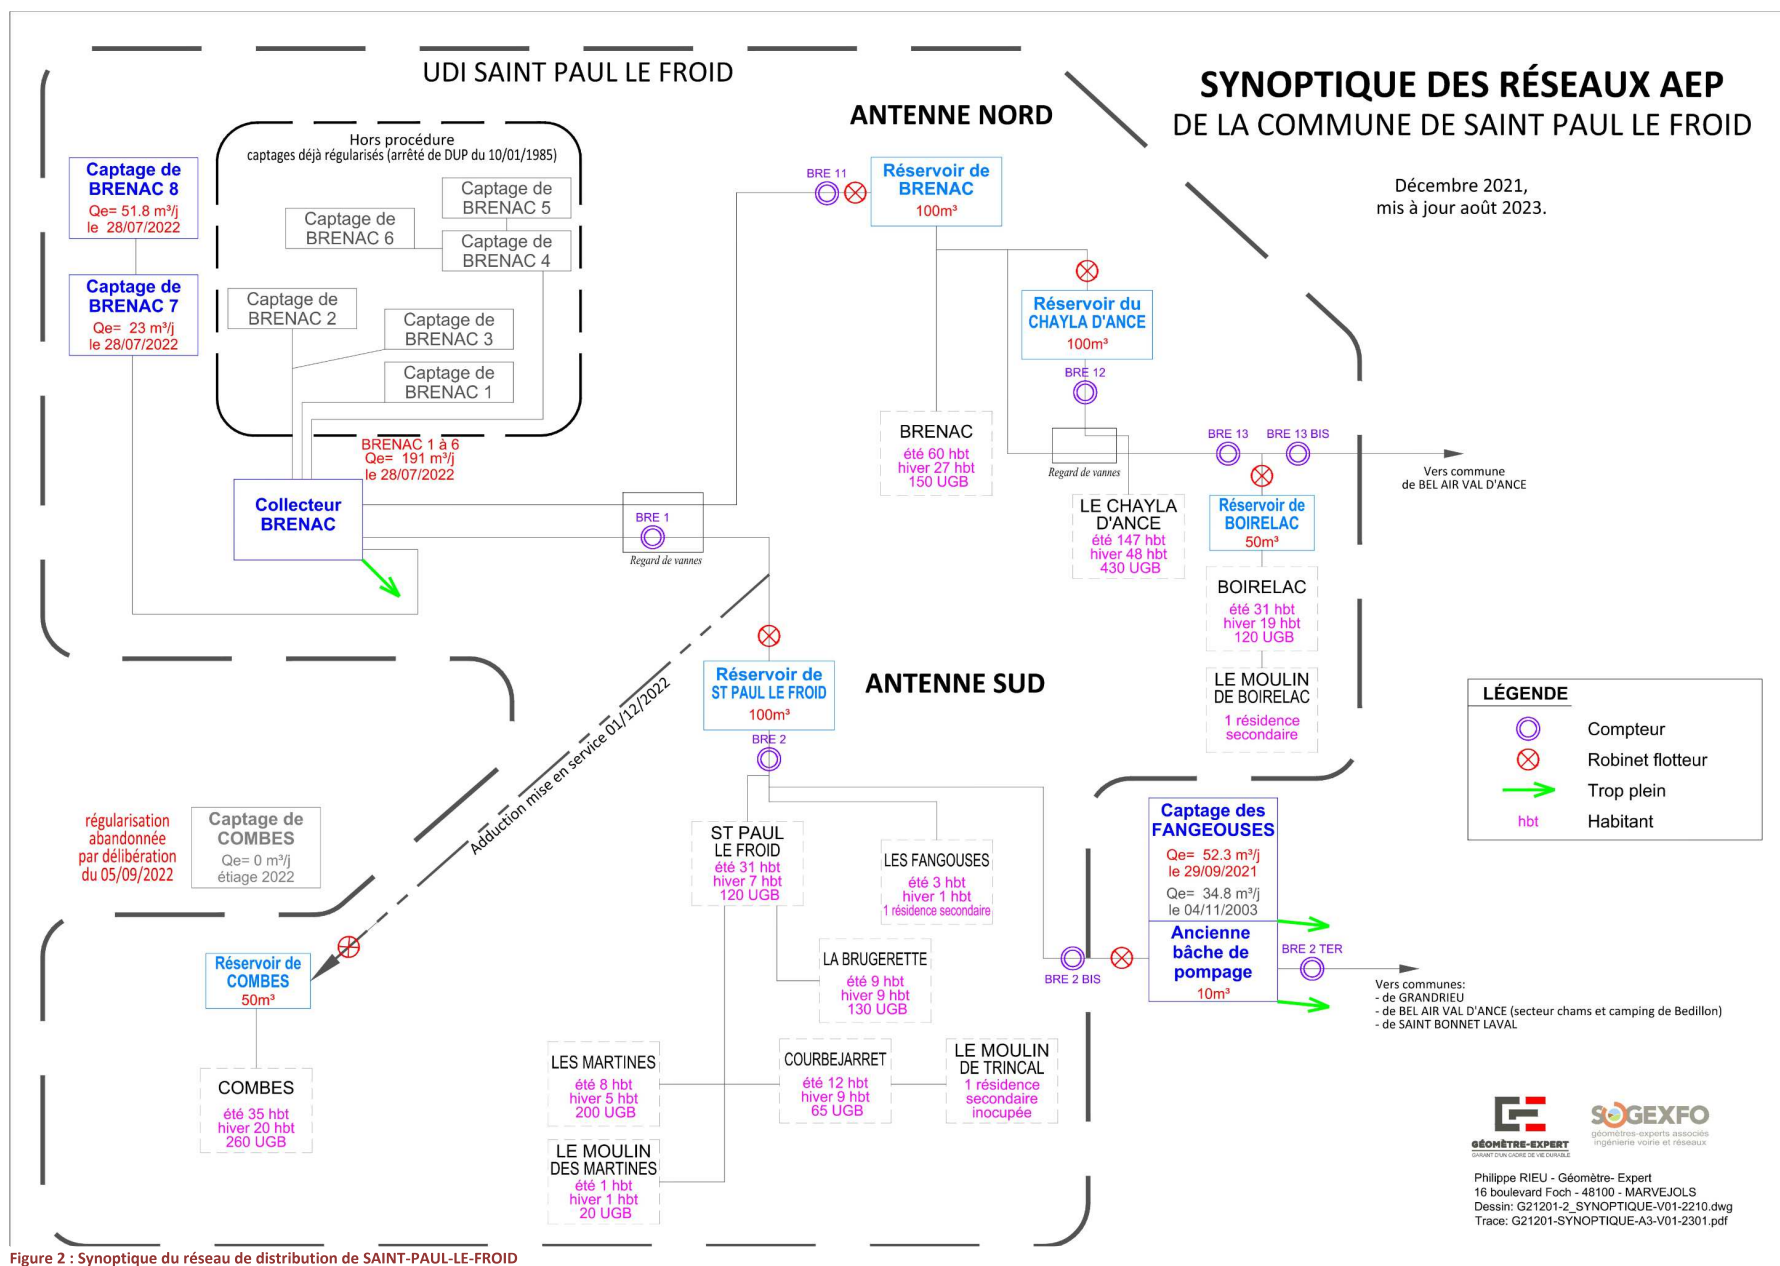 UDI SAINT PAUL LE FROID
SYNOPTIQUE DES RÉSEAUX AEP
DE LA COMMUNE DE SAINT PAUL LE FROID
Décembre 2021,
mis à jour août 2023.
ANTENNE NORD
Hors procédure
captages déjà régularisés (arrêté de DUP du 10/01/1985)
Captage de
BRENAC 8
Qe= 51.8 m³/j
le 28/07/2022
Captage de
BRENAC 7
Qe= 23 m³/j
le 28/07/2022
Captage de
BRENAC 5
Captage de
BRENAC 6
Captage de
BRENAC 4
Captage de
BRENAC 2
Captage de
BRENAC 3
Captage de
BRENAC 1
BRENAC 1 à 6
Qe= 191 m³/j
le 28/07/2022
Collecteur
BRENAC
BRE 1
Regard de vannes
BRE 11
Réservoir de
BRENAC
100m³
Réservoir du
CHAYLA D'ANCE
100m³
BRE 12
BRENAC
été 60 hbt
hiver 27 hbt
150 UGB
Regard de vannes
LE CHAYLA
D'ANCE
été 147 hbt
hiver 48 hbt
430 UGB
BRE 13
BRE 13 BIS
Vers commune
de BEL AIR VAL D'ANCE
Réservoir de
BOIRELAC
50m³
BOIRELAC
été 31 hbt
hiver 19 hbt
120 UGB
LE MOULIN
DE BOIRELAC
1 résidence
secondaire
ANTENNE SUD
Réservoir de
ST PAUL LE FROID
100m³
BRE 2
Adduction mise en service 01/12/2022
régularisation
abandonnée
par délibération
du 05/09/2022
Captage de
COMBES
Qe= 0 m³/j
étiage 2022
Réservoir de
COMBES
50m³
COMBES
été 35 hbt
hiver 20 hbt
260 UGB
ST PAUL
LE FROID
été 31 hbt
hiver 7 hbt
120 UGB
LES FANGOUSES
été 3 hbt
hiver 1 hbt
1 résidence secondaire
LA BRUGERETTE
été 9 hbt
hiver 9 hbt
130 UGB
LES MARTINES
été 8 hbt
hiver 5 hbt
200 UGB
COURBEJARRET
été 12 hbt
hiver 9 hbt
65 UGB
LE MOULIN
DE TRINCAL
1 résidence
secondaire
inocupée
LE MOULIN
DES MARTINES
été 1 hbt
hiver 1 hbt
20 UGB
BRE 2 BIS
Captage des
FANGEOUSES
Qe= 52.3 m³/j
le 29/09/2021
Qe= 34.8 m³/j
le 04/11/2003
Ancienne
bâche de
pompage
10m³
BRE 2 TER
Vers communes:
- de GRANDRIEU
- de BEL AIR VAL D'ANCE (secteur chams et camping de Bedillon)
- de SAINT BONNET LAVAL
LÉGENDE
Compteur
Robinet flotteur
Trop plein
hbt Habitant
GÉOMÈTRE-EXPERT
GARANT D'UN CADRE DE VIE DURABLE
SOGEXFO
géomètres-experts associés
ingénierie voirie et réseaux
Philippe RIEU - Géomètre- Expert
16 boulevard Foch - 48100 - MARVEJOLS
Dessin: G21201-2_SYNOPTIQUE-V01-2210.dwg
Trace: G21201-SYNOPTIQUE-A3-V01-2301.pdf
Figure 2 : Synoptique du réseau de distribution de SAINT-PAUL-LE-FROID